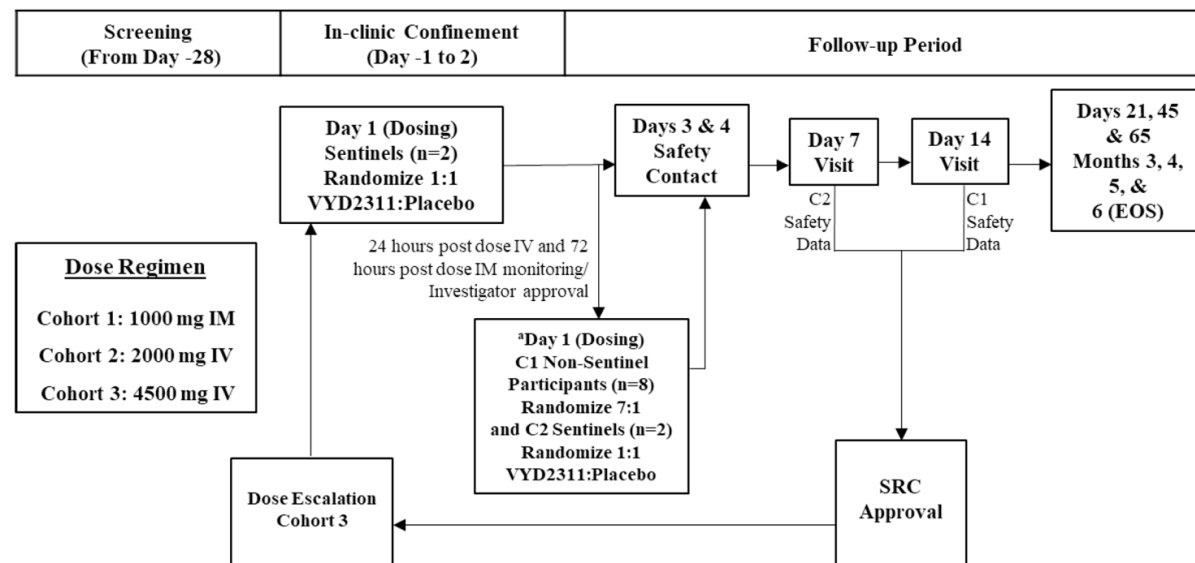 Screening
(From Day -28)
In-clinic Confinement
(Day -1 to 2)
Follow-up Period
Day 1 (Dosing)
Sentinels (n=2)
Randomize 1:1
VYD2311:Placebo
Days 3 & 4
Safety
Contact
Day 7
Visit
Day 14
Visit
Days 21, 45
& 65
Months 3, 4,
5, &
6 (EOS)
C2
Safety
Data
C1
Safety
Data
24 hours post dose IV and 72
hours post dose IM monitoring/
Investigator approval
Dose Regimen
Cohort 1: 1000 mg IM
Cohort 2: 2000 mg IV
Cohort 3: 4500 mg IV
ᵃDay 1 (Dosing)
C1 Non-Sentinel
Participants (n=8)
Randomize 7:1
and C2 Sentinels (n=2)
Randomize 1:1
VYD2311:Placebo
Dose Escalation
Cohort 3
SRC
Approval